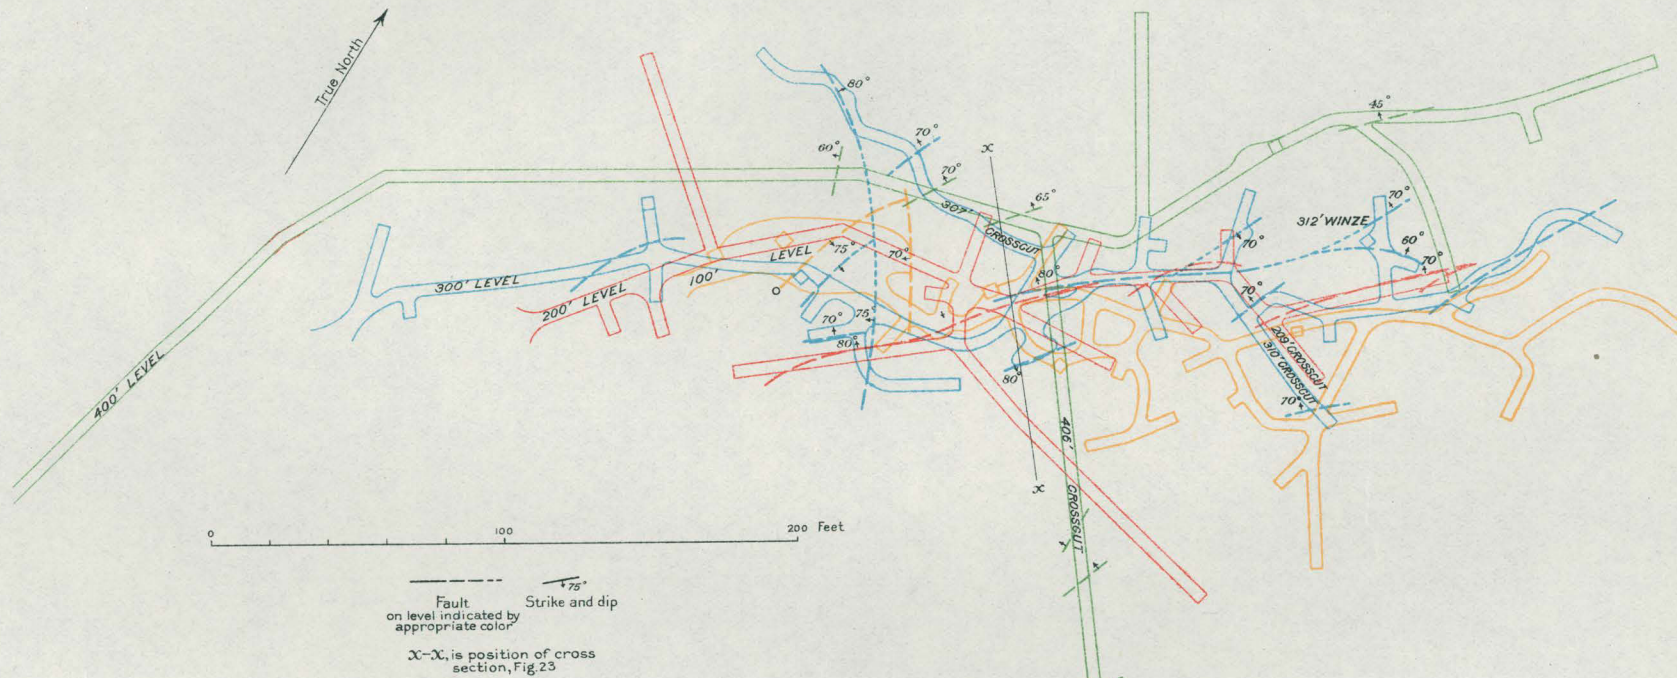 True North
80°
70°
60°
70°
45°
x
65°
307' CROSSCUT
312' WINZE
70°
75°
70°
70°
60°
70°
300' LEVEL
200' LEVEL
100' LEVEL
80°
70°
75°
70°
80°
80°
209' CROSSCUT
310' CROSSCUT
70°
400' LEVEL
406' CROSSCUT
x
0 100 200 Feet
75°
Fault
on level indicated by
appropriate color
Strike and dip
x-x, is position of cross
section, Fig.23